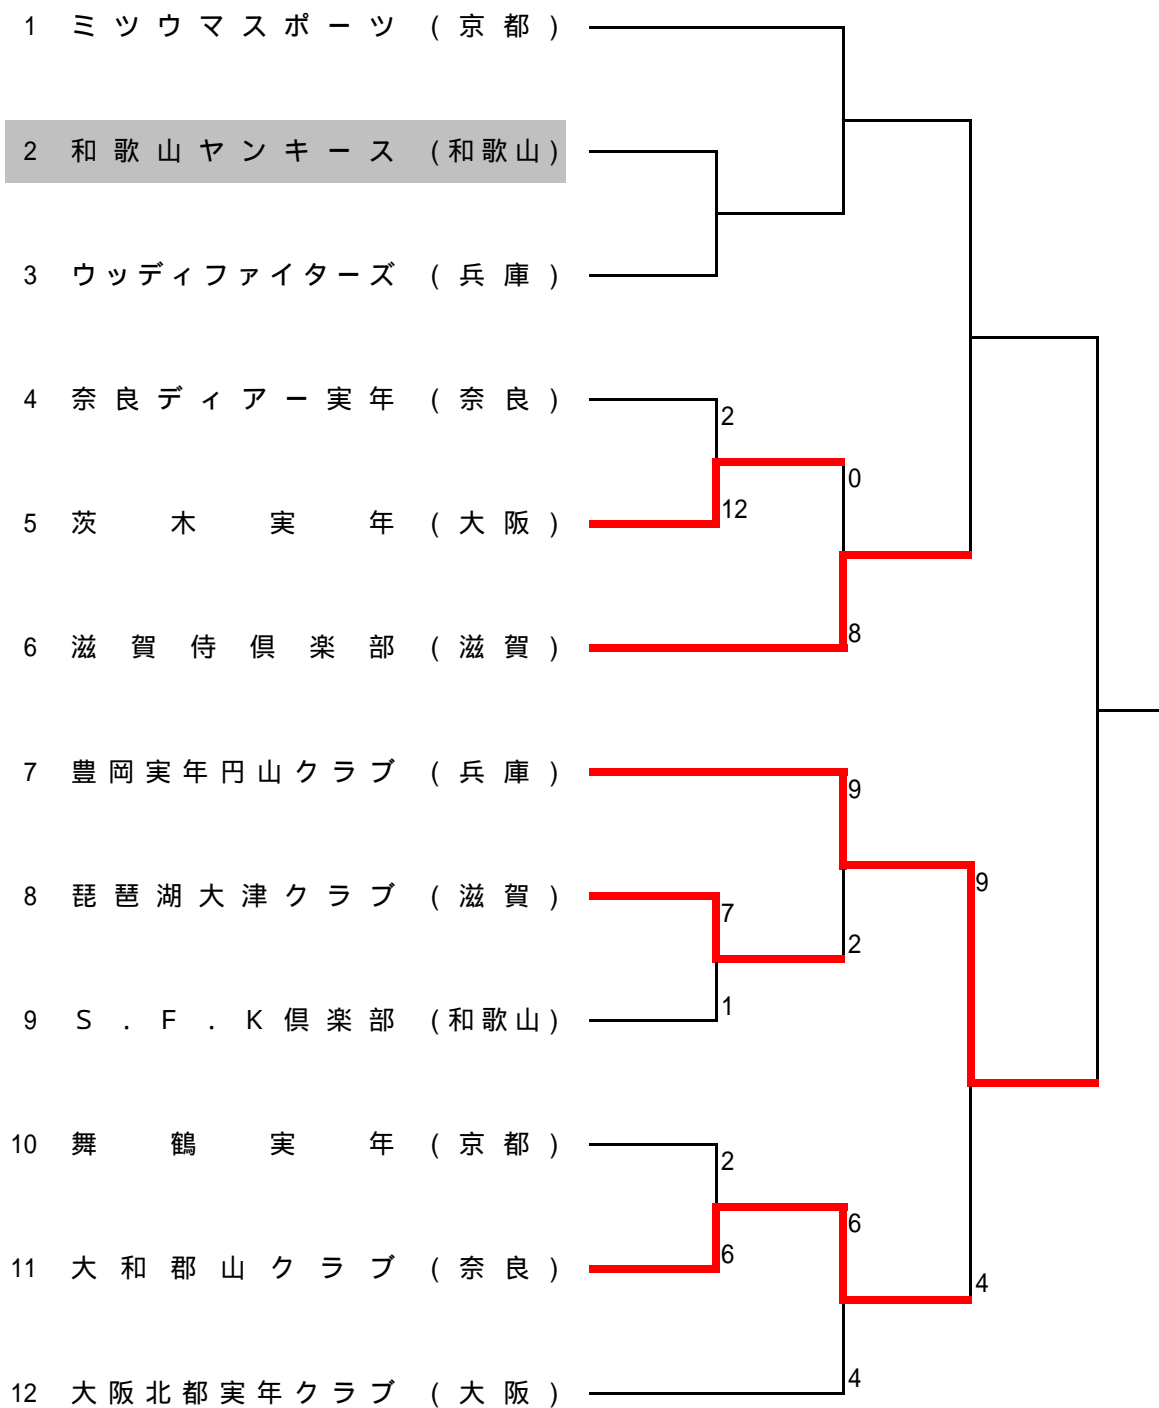 1 ミツウマスポーツ (京都)
2 和歌山ヤンキース (和歌山)
3 ウッディファイターズ (兵庫)
4 奈良ディアー実年 (奈良)
2
0
12
5 茨木実年 (大阪)
8
6 滋賀侍倶楽部 (滋賀)
7 豊岡実年円山クラブ (兵庫)
9
9
8 琵琶湖大津クラブ (滋賀)
7
2
1
9 S.F.K倶楽部 (和歌山)
10 舞鶴実年 (京都)
2
6
6
11 大和郡山クラブ (奈良)
4
4
12 大阪北都実年クラブ (大阪)